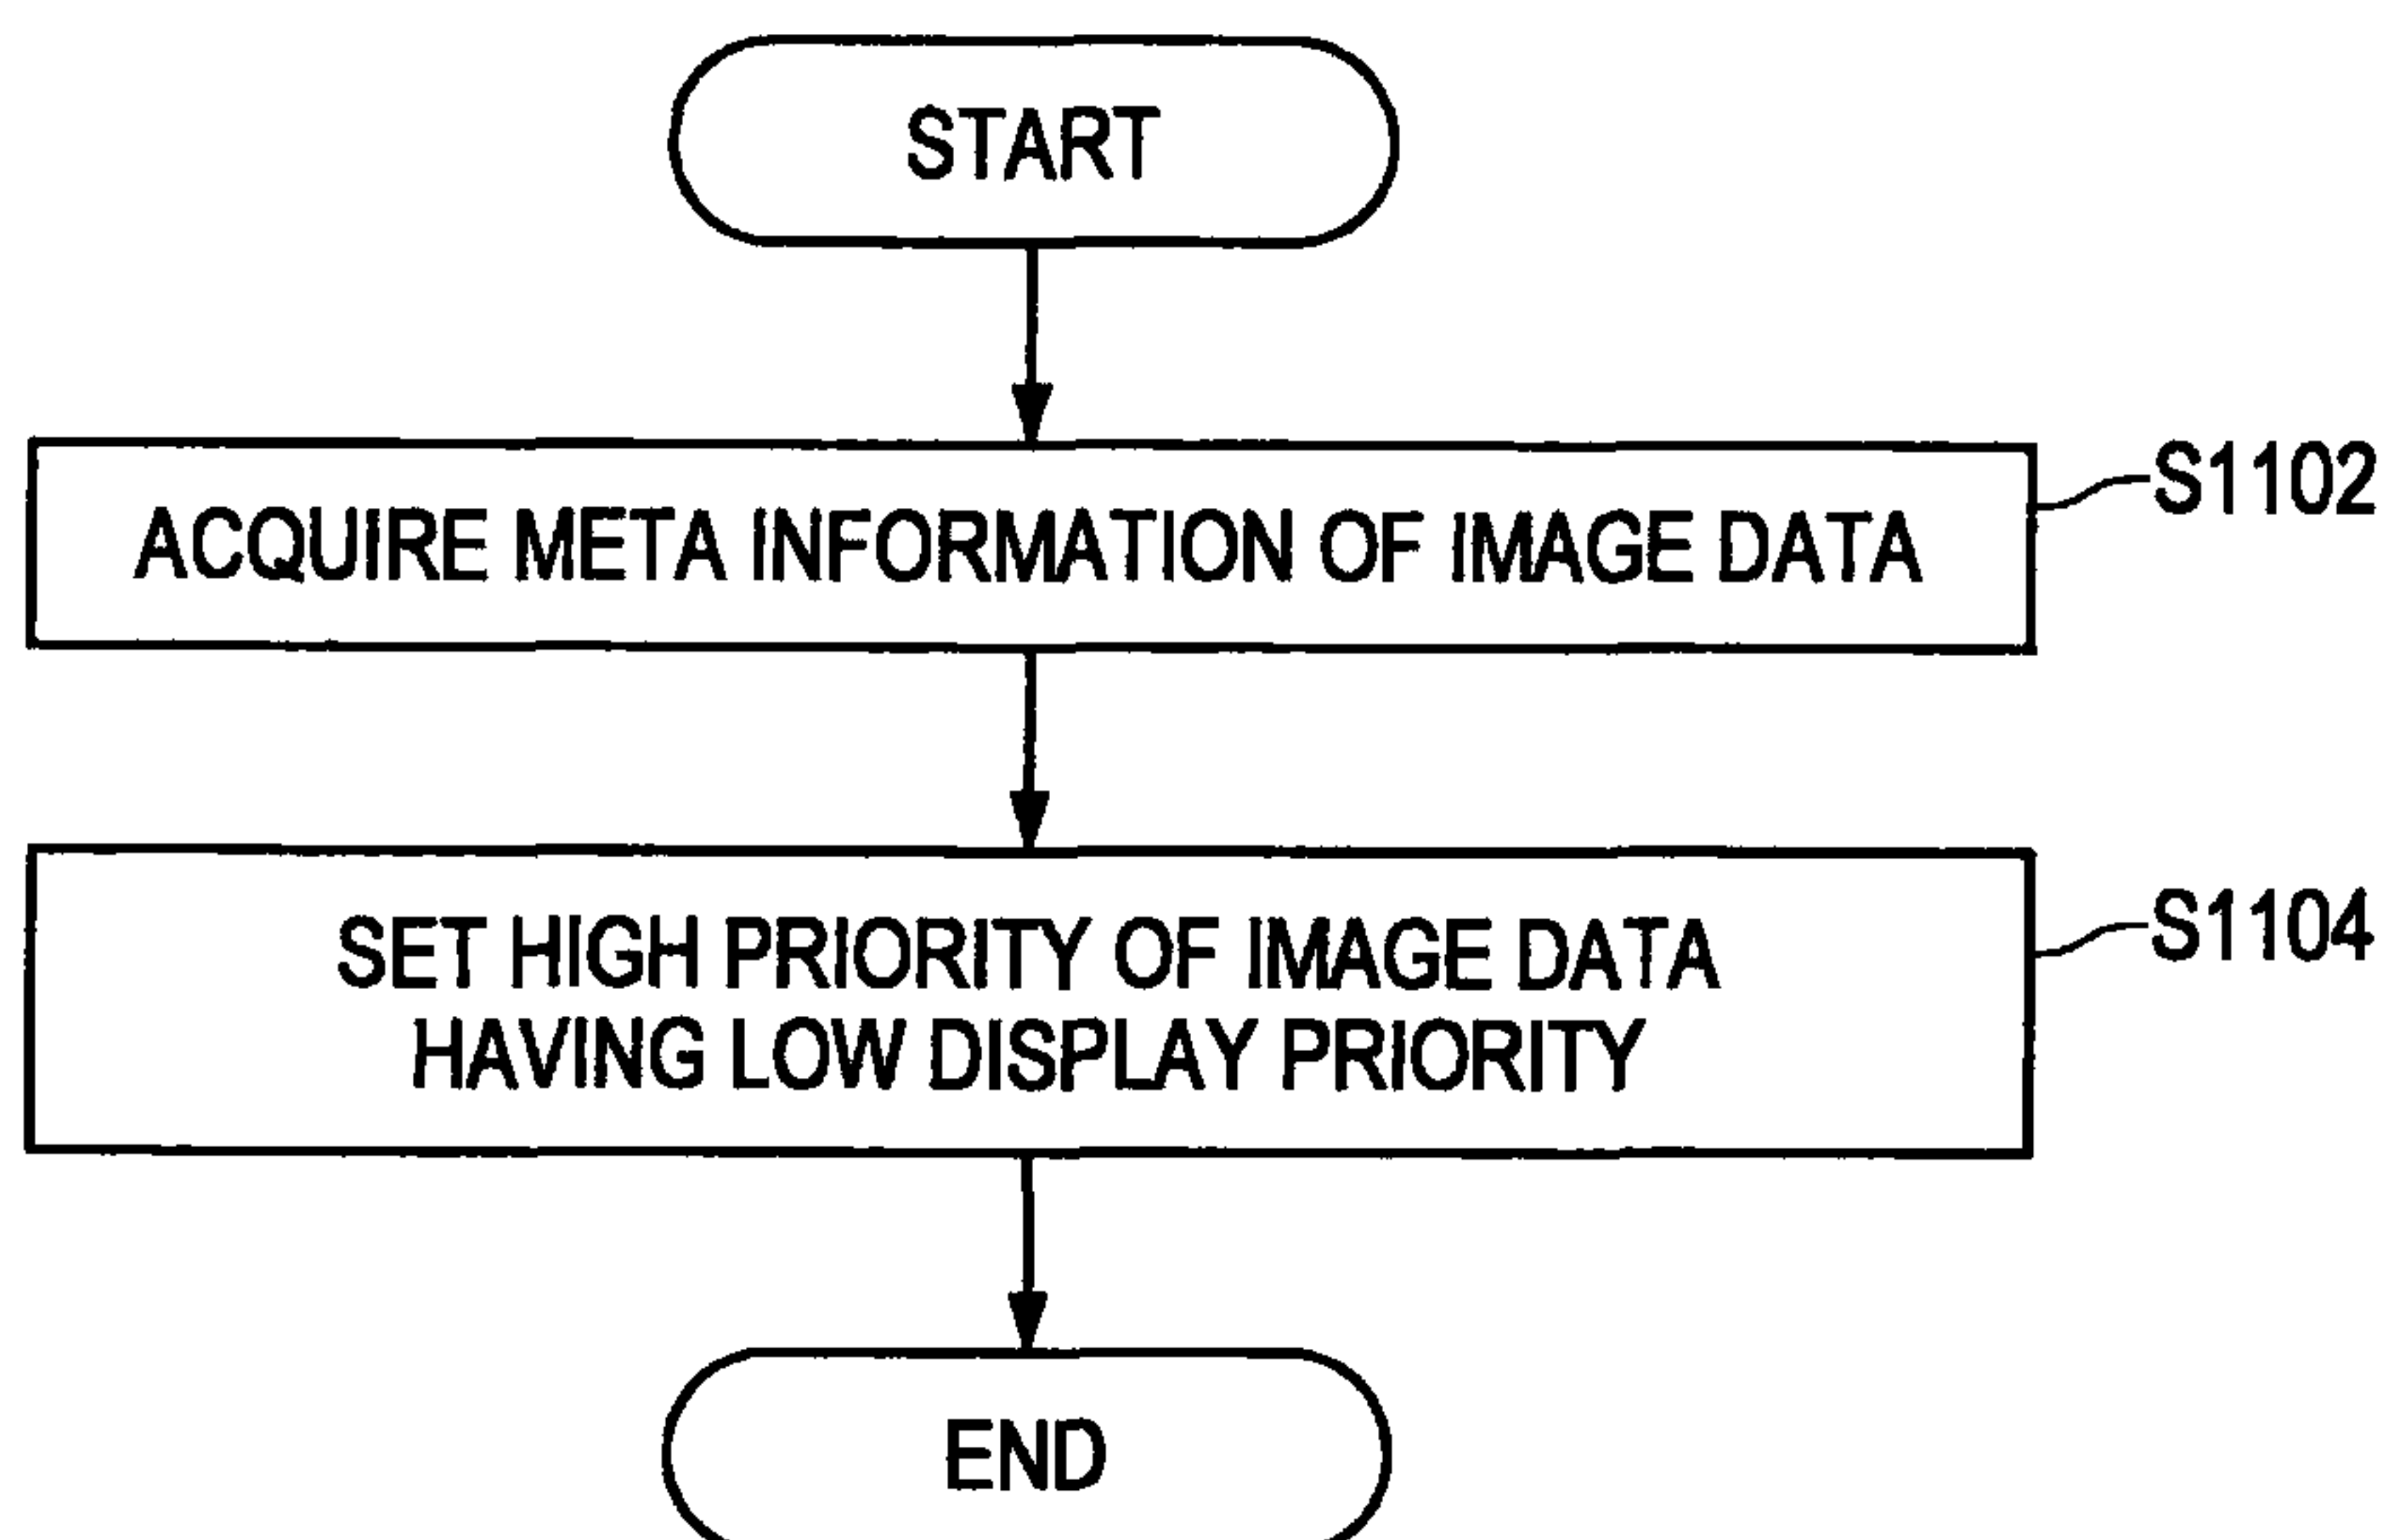 START
ACQUIRE META INFORMATION OF IMAGE DATA
S1102
SET HIGH PRIORITY OF IMAGE DATA
HAVING LOW DISPLAY PRIORITY
S1104
END